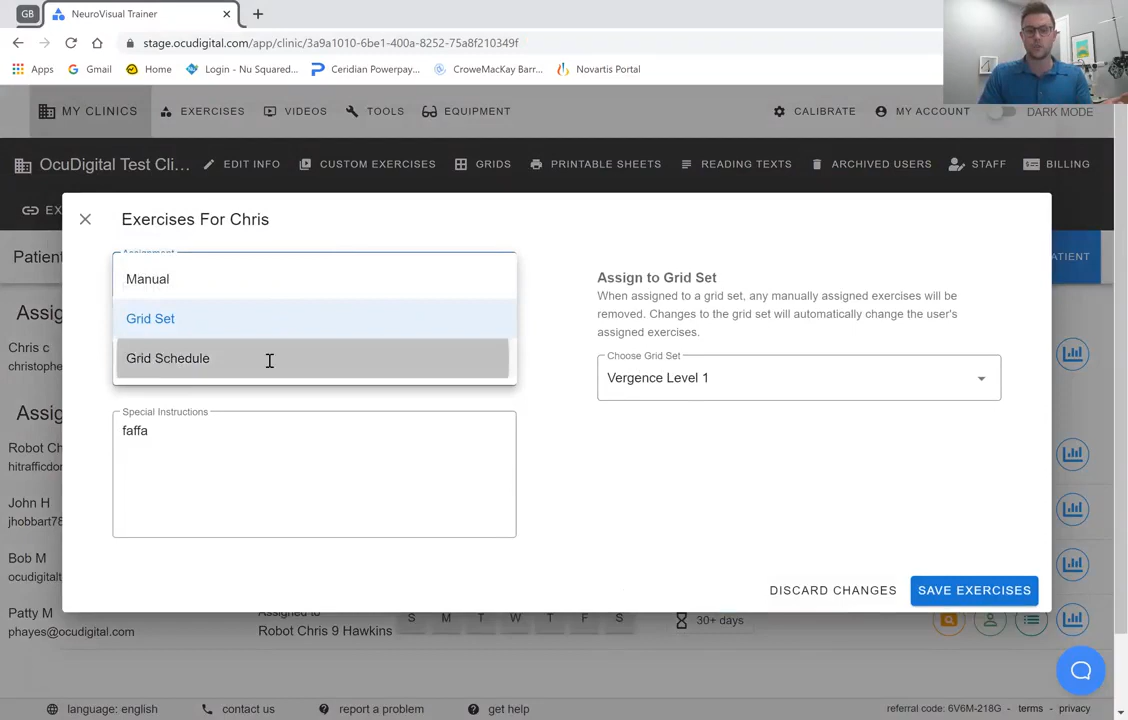 GB
NeuroVisual Trainer
stage.ocudigital.com/app/clinic/3a9a1010-6be1-400a-8252-75a8f210349f
Apps
Gmail
Home
Login - Nu Squared...
Ceridian Powerpay...
CroweMacKay Barr...
Novartis Portal
MY CLINICS
EXERCISES
VIDEOS
TOOLS
EQUIPMENT
CALIBRATE
MY ACCOUNT
DARK MODE
OcuDigital Test Cli...
EDIT INFO
CUSTOM EXERCISES
GRIDS
PRINTABLE SHEETS
READING TEXTS
ARCHIVED USERS
STAFF
BILLING
EX
Exercises For Chris
Manual
Grid Set
Grid Schedule
Special Instructions
faffa
Assign to Grid Set
When assigned to a grid set, any manually assigned exercises will be
removed. Changes to the grid set will automatically change the user's
assigned exercises.
Choose Grid Set
Vergence Level 1
DISCARD CHANGES
SAVE EXERCISES
Patient
ATIENT
Assig
Chris c
christophe
Assig
Robot Ch
hitrafficdor
John H
jhobbart78
Bob M
ocudigitalt
Patty M
phayes@ocudigital.com
Assigned to
Robot Chris 9 Hawkins
S M T W T F S
30+ days
language: english
contact us
report a problem
get help
referral code: 6V6M-218G - terms - privacy